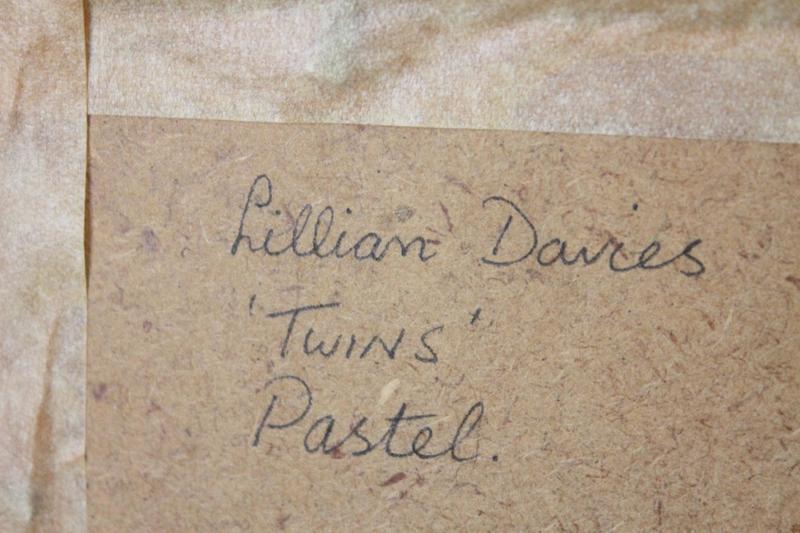 Lillian Davies
'TWINS'
Pastel.